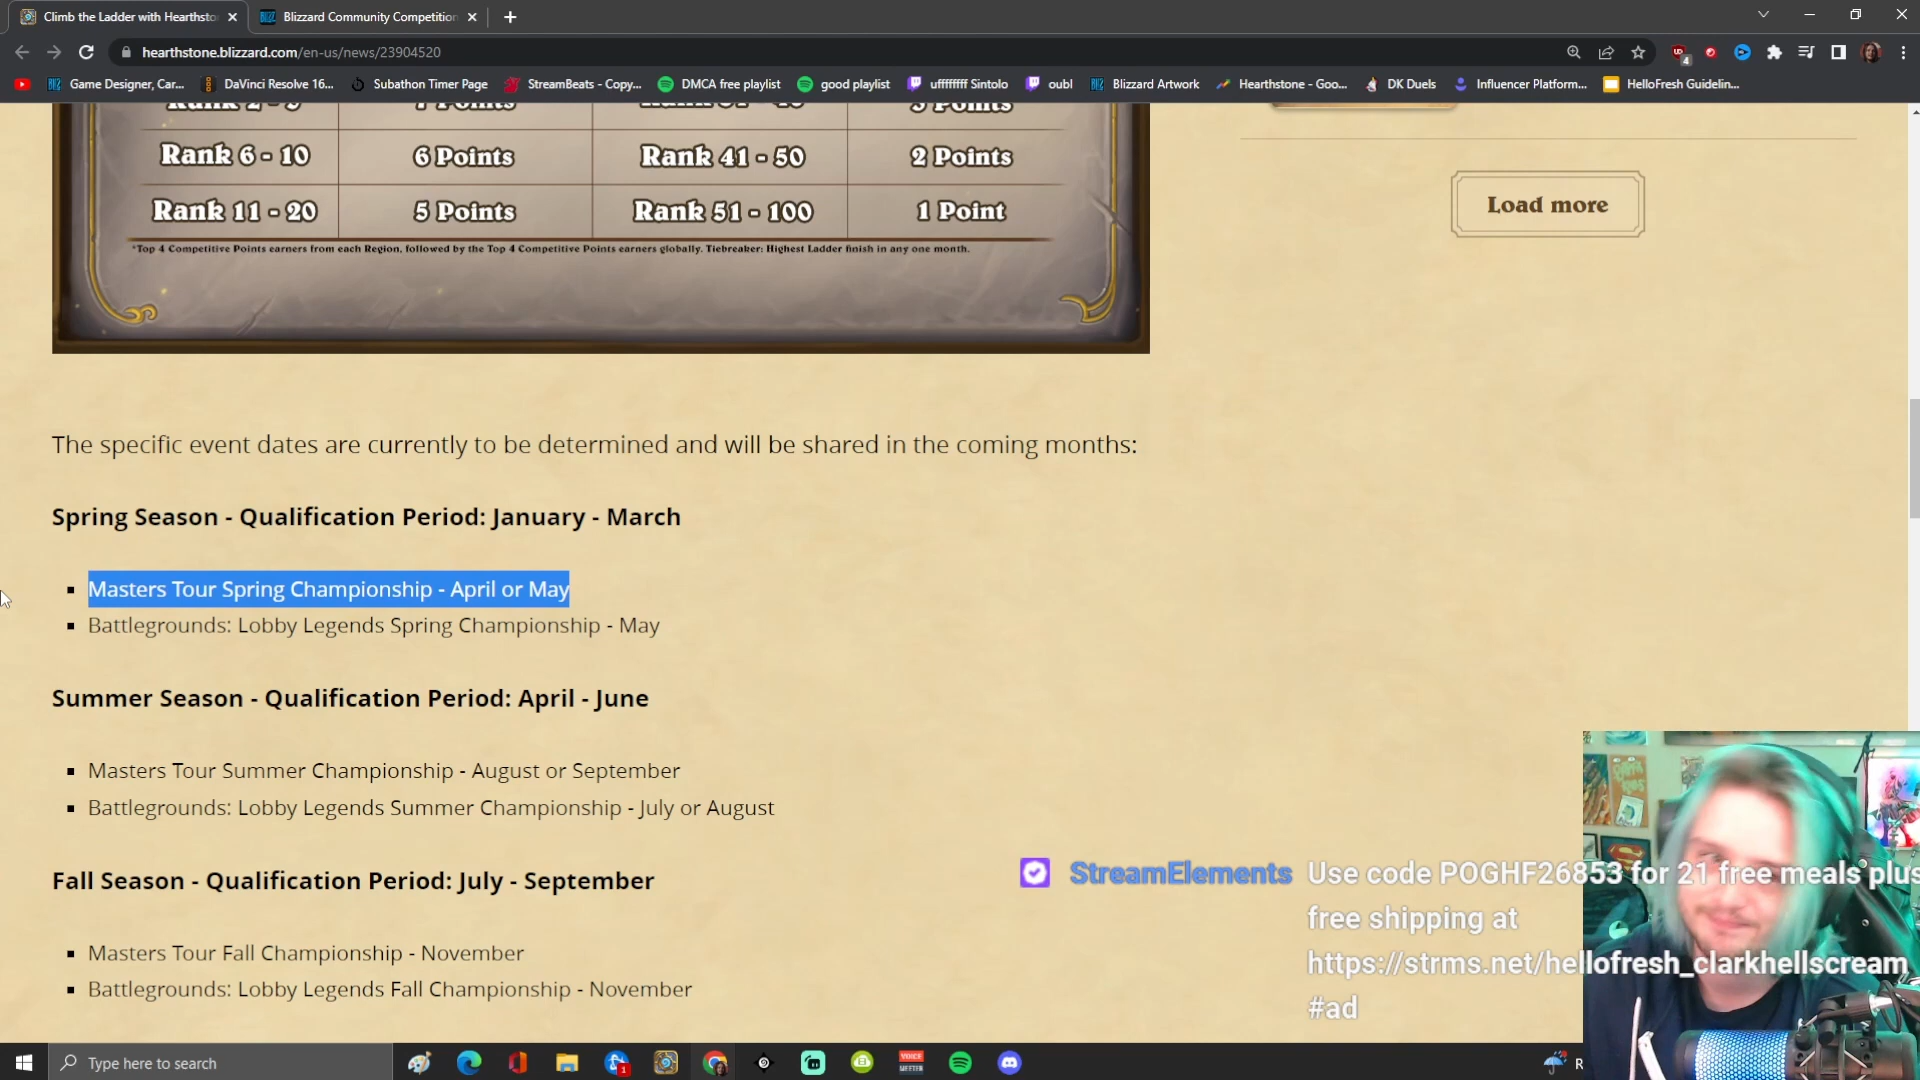 Climb the Ladder with Hearthsto
Blizzard Community Competition
hearthstone.blizzard.com/en-us/news/23904520
4
Game Designer, Car...
DaVinci Resolve 16...
Subathon Timer Page
StreamBeats - Copy...
DMCA free playlist
good playlist
uffffffff Sintolo
oubl
Blizzard Artwork
Hearthstone - Goo...
DK Duels
Influencer Platform...
HelloFresh Guidelin...
Rank 6 - 10 6 Points Rank 41 - 50 2 Points
Rank 11 - 20 5 Points Rank 51 - 100 1 Point
*Top 4 Competitive Points earners from each Region, followed by the Top 4 Competitive Points earners globally. Tiebreaker: Highest Ladder finish in any one month.
Load more
The specific event dates are currently to be determined and will be shared in the coming months:
Spring Season - Qualification Period: January - March
▪ Masters Tour Spring Championship - April or May
▪ Battlegrounds: Lobby Legends Spring Championship - May
Summer Season - Qualification Period: April - June
▪ Masters Tour Summer Championship - August or September
▪ Battlegrounds: Lobby Legends Summer Championship - July or August
Fall Season - Qualification Period: July - September
▪ Masters Tour Fall Championship - November
▪ Battlegrounds: Lobby Legends Fall Championship - November
StreamElements Use code POGHF26853 for 21 free meals plus
free shipping at
https://strms.net/hellofresh_clarkhellscream
#ad
Type here to search
1
VOICE
MEETER
R